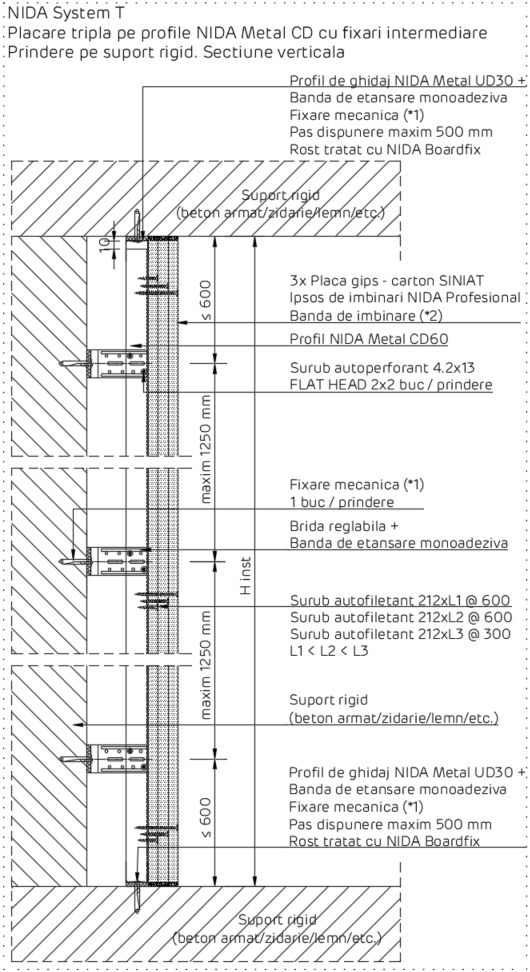 NIDA System T
Placare tripla pe profile NIDA Metal CD cu fixari intermediare
Prindere pe suport rigid. Sectiune verticala
Profil de ghidaj NIDA Metal UD30 +
Banda de etansare monoadeziva
Fixare mecanica (*1)
Pas dispunere maxim 500 mm
Rost tratat cu NIDA Boardfix
Suport rigid
(beton armat/zidarie/lemn/etc.)
10
≤ 600
3x Placa gips - carton SINIAT
Ipsos de imbinari NIDA Profesional
Banda de imbinare (*2)
Profil NIDA Metal CD60
Surub autoperforant 4.2x13
FLAT HEAD 2x2 buc / prindere
maxim 1250 mm
Fixare mecanica (*1)
1 buc / prindere
Brida reglabila +
Banda de etansare monoadeziva
H inst
Surub autofiletant 212xL1 @ 600
Surub autofiletant 212xL2 @ 600
Surub autofiletant 212xL3 @ 300
L1 < L2 < L3
maxim 1250 mm
Suport rigid
(beton armat/zidarie/lemn/etc.)
Profil de ghidaj NIDA Metal UD30 +
Banda de etansare monoadeziva
Fixare mecanica (*1)
Pas dispunere maxim 500 mm
Rost tratat cu NIDA Boardfix
≤ 600
Suport rigid
(beton armat/zidarie/lemn/etc.)